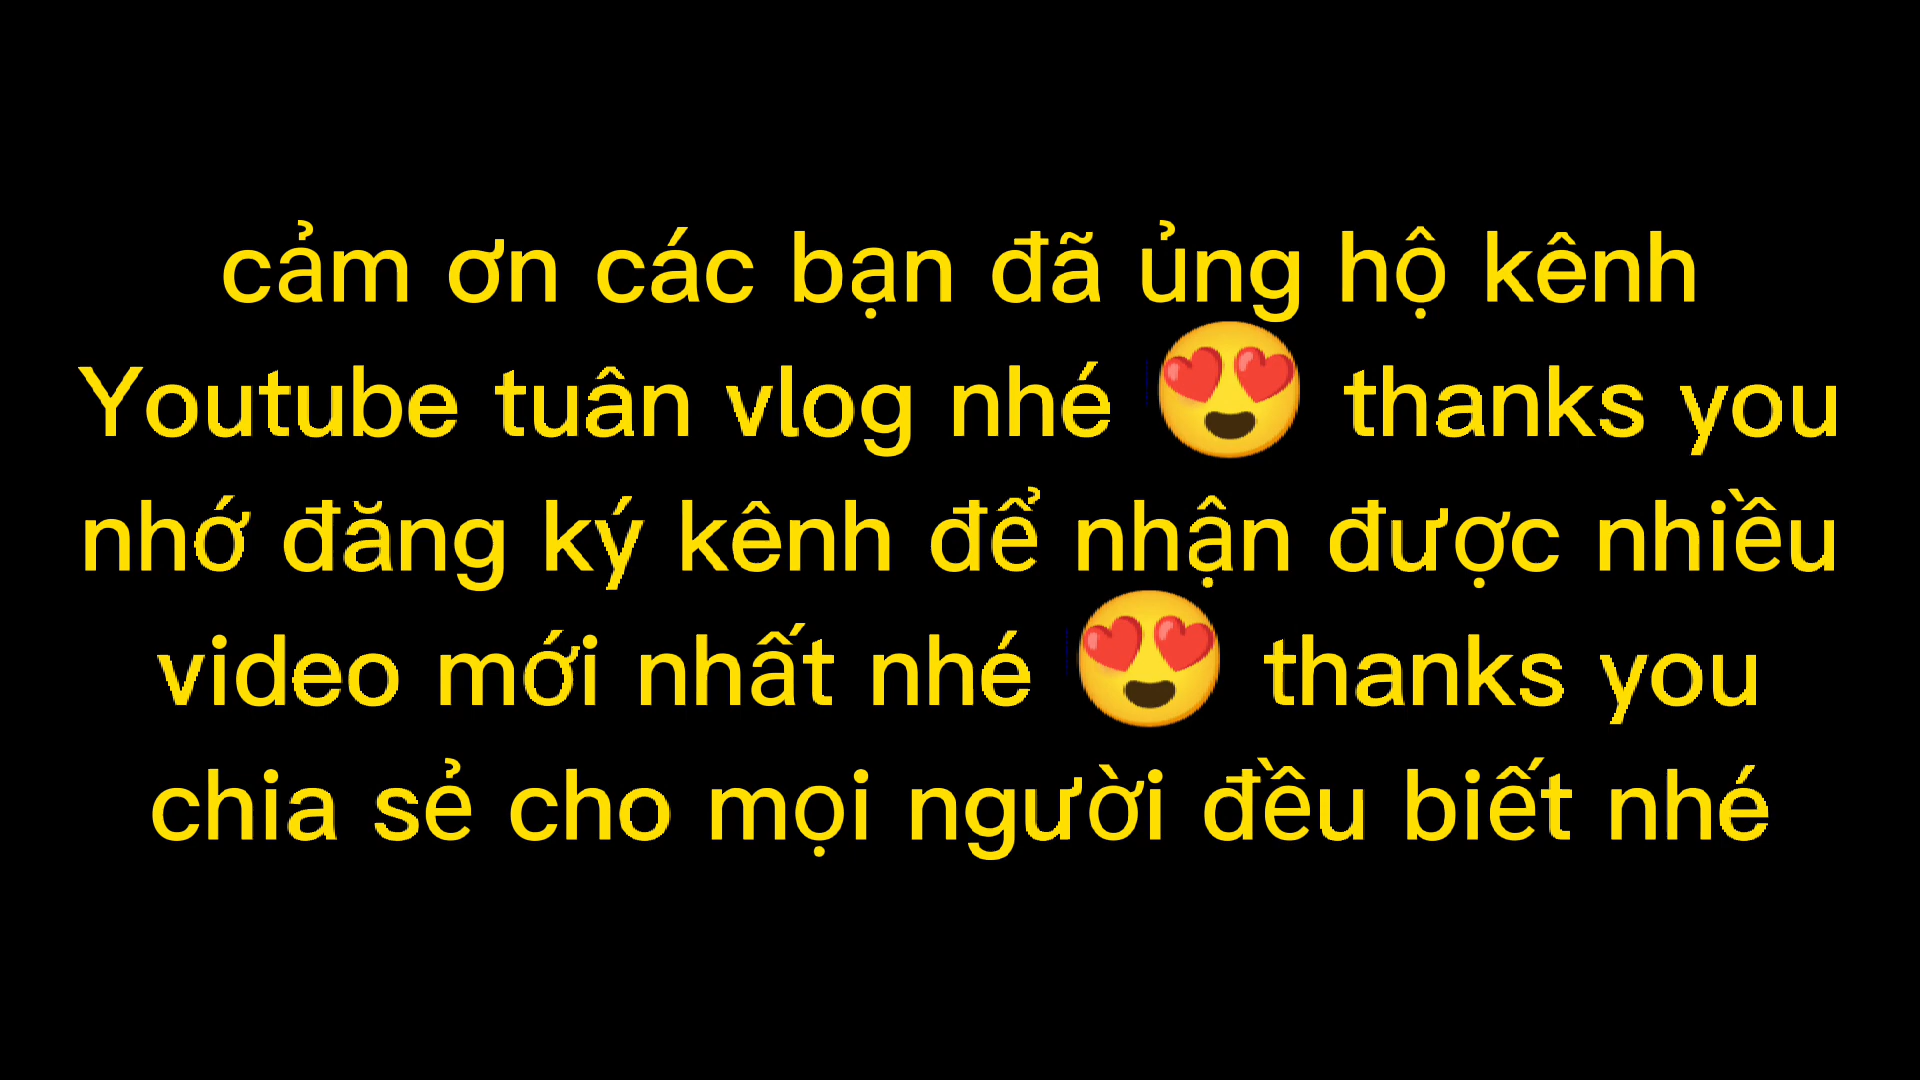 cảm ơn các bạn đã ủng hộ kênh
Youtube tuân vlog nhé 😍 thanks you
nhớ đăng ký kênh để nhận được nhiều
video mới nhất nhé 😍 thanks you
chia sẻ cho mọi người đều biết nhé